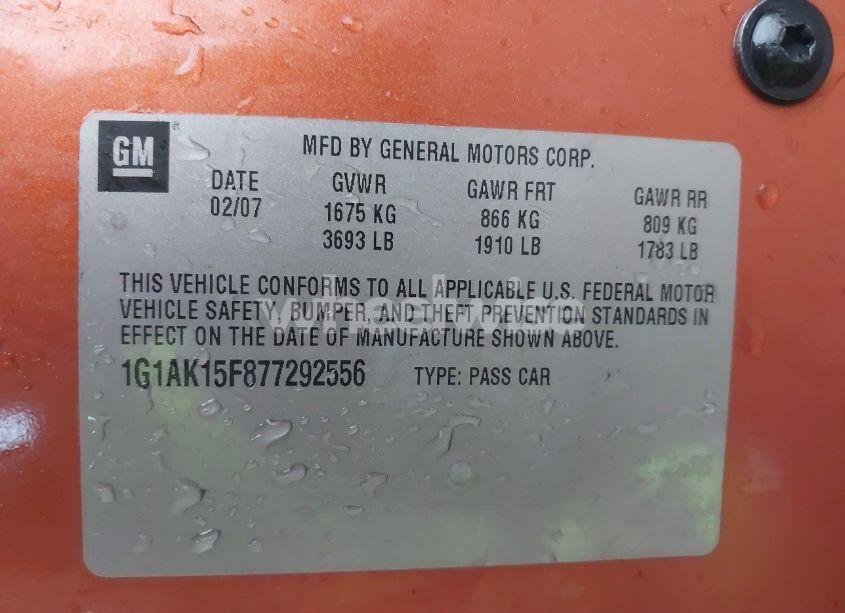 GM ®
MFD BY GENERAL MOTORS CORP.
DATE GVWR GAWR FRT GAWR RR
02/07 1675 KG 866 KG 809 KG
3693 LB 1910 LB 1783 LB
THIS VEHICLE CONFORMS TO ALL APPLICABLE U.S. FEDERAL MOTOR
VEHICLE SAFETY, BUMPER, AND THEFT PREVENTION STANDARDS IN
EFFECT ON THE DATE OF MANUFACTURE SHOWN ABOVE.
1G1AK15F877292556 TYPE: PASS CAR